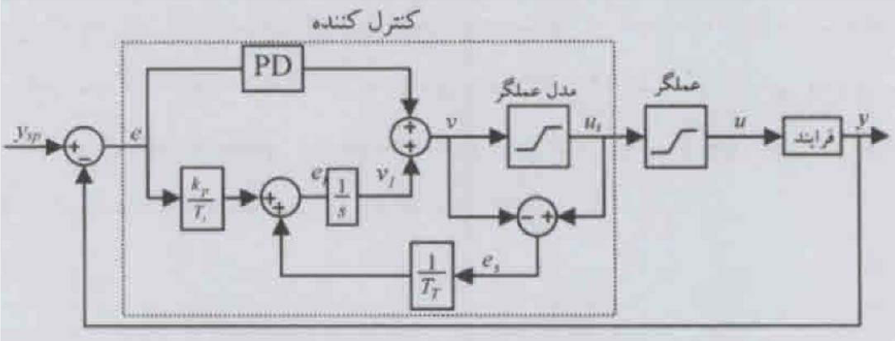 کنترل کننده
PD
مدل عملگر
عملگر
y_sp
e
v
u_s
u
فرایند
y
k_p
T_i
e_I
1
s
v_I
e_s
1
T_T